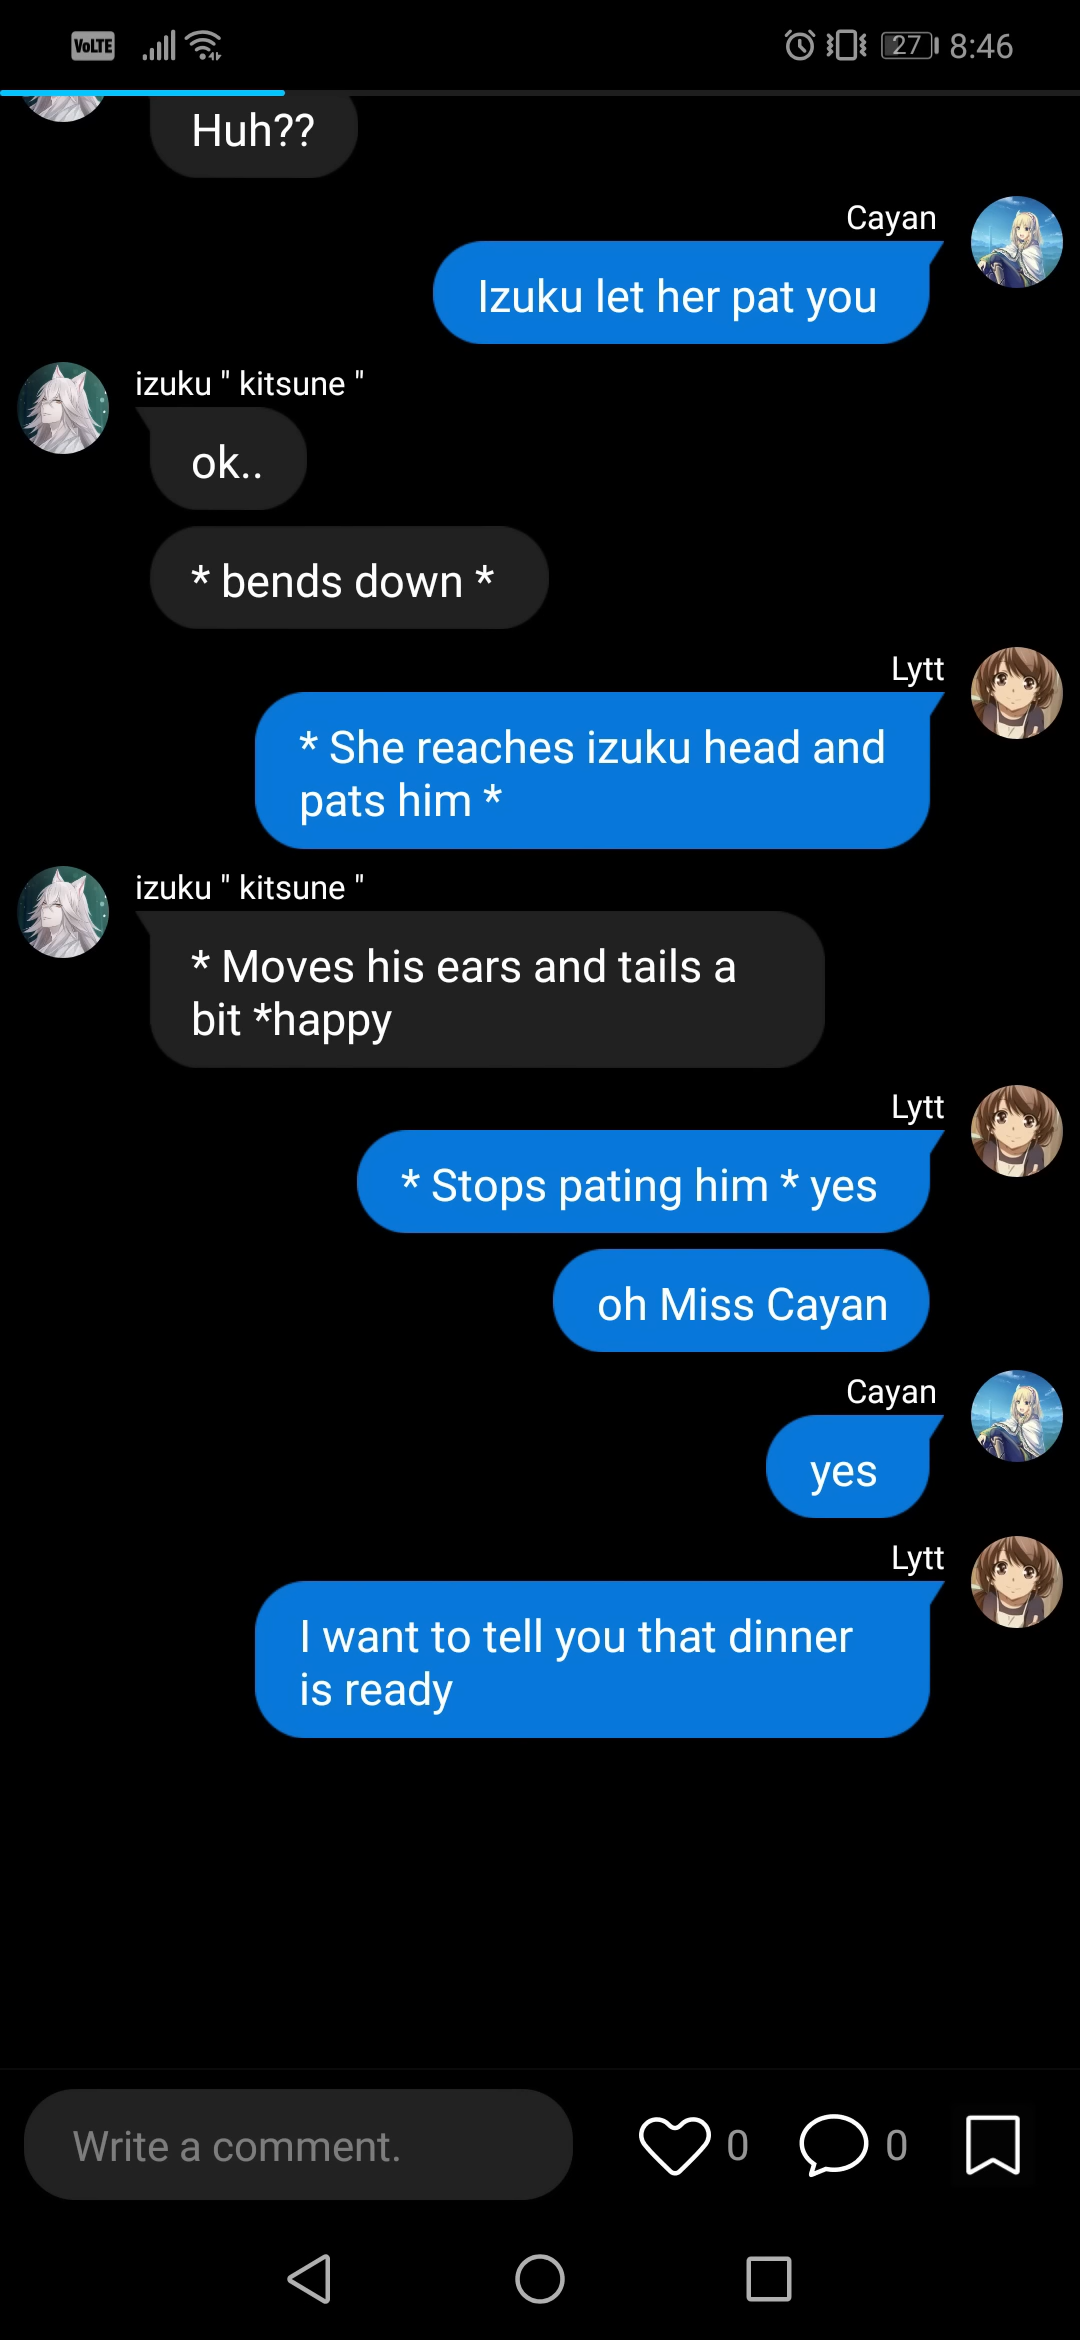 VoLTE 27 8:46
Huh??
Cayan
Izuku let her pat you
izuku " kitsune "
ok..
* bends down *
Lytt
* She reaches izuku head and
pats him *
izuku " kitsune "
* Moves his ears and tails a
bit *happy
Lytt
* Stops pating him * yes
oh Miss Cayan
Cayan
yes
Lytt
I want to tell you that dinner
is ready
Write a comment. 0 0